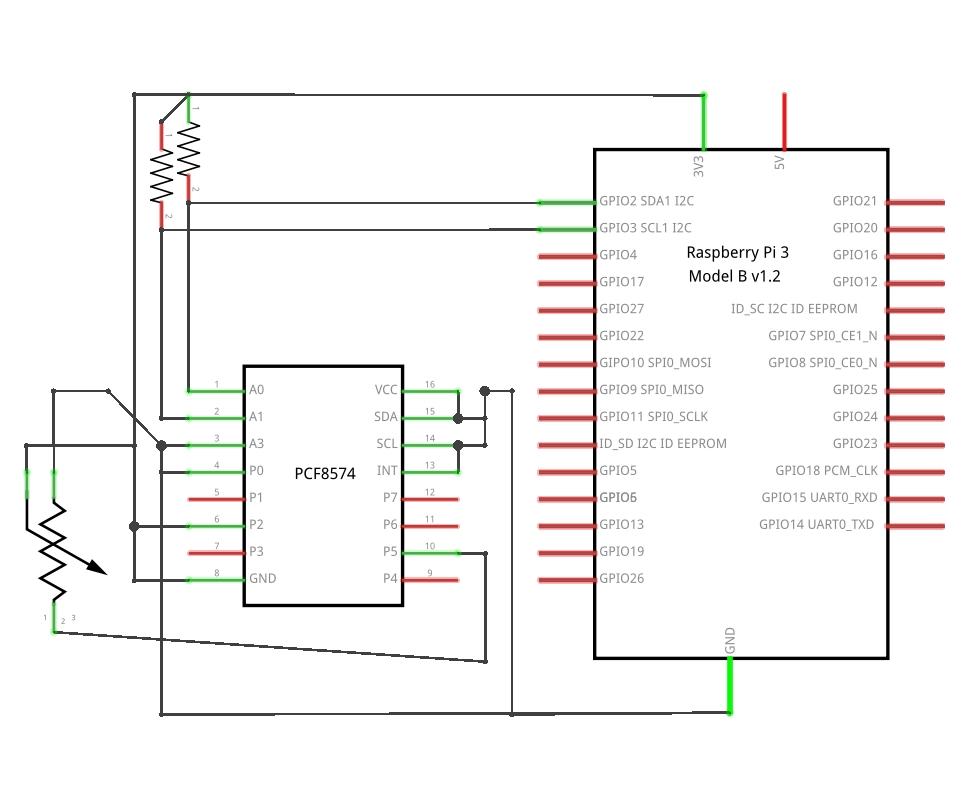 1
1
2
2
3V3
5V
GPIO2 SDA1 I2C
GPIO21
GPIO3 SCL1 I2C
GPIO20
GPIO4
Raspberry Pi 3
GPIO16
GPIO17
Model B v1.2
GPIO12
GPIO27
ID_SC I2C ID EEPROM
GPIO22
GPIO7 SPI0_CE1_N
GPIO10 SPI0_MOSI
GPIO8 SPI0_CE0_N
1 A0 VCC 16
GPIO9 SPI0_MISO
GPIO25
2 A1 SDA 15
GPIO11 SPI0_SCLK
GPIO24
3 A3 SCL 14
ID_SD I2C ID EEPROM
GPIO23
4 P0 INT 13
PCF8574
GPIO5
GPIO18 PCM_CLK
5 P1 P7 12
GPIO6
GPIO15 UART0_RXD
6 P2 P6 11
GPIO13
GPIO14 UART0_TXD
7 P3 P5 10
GPIO19
8 GND P4 9
GPIO26
1 2 3
GND